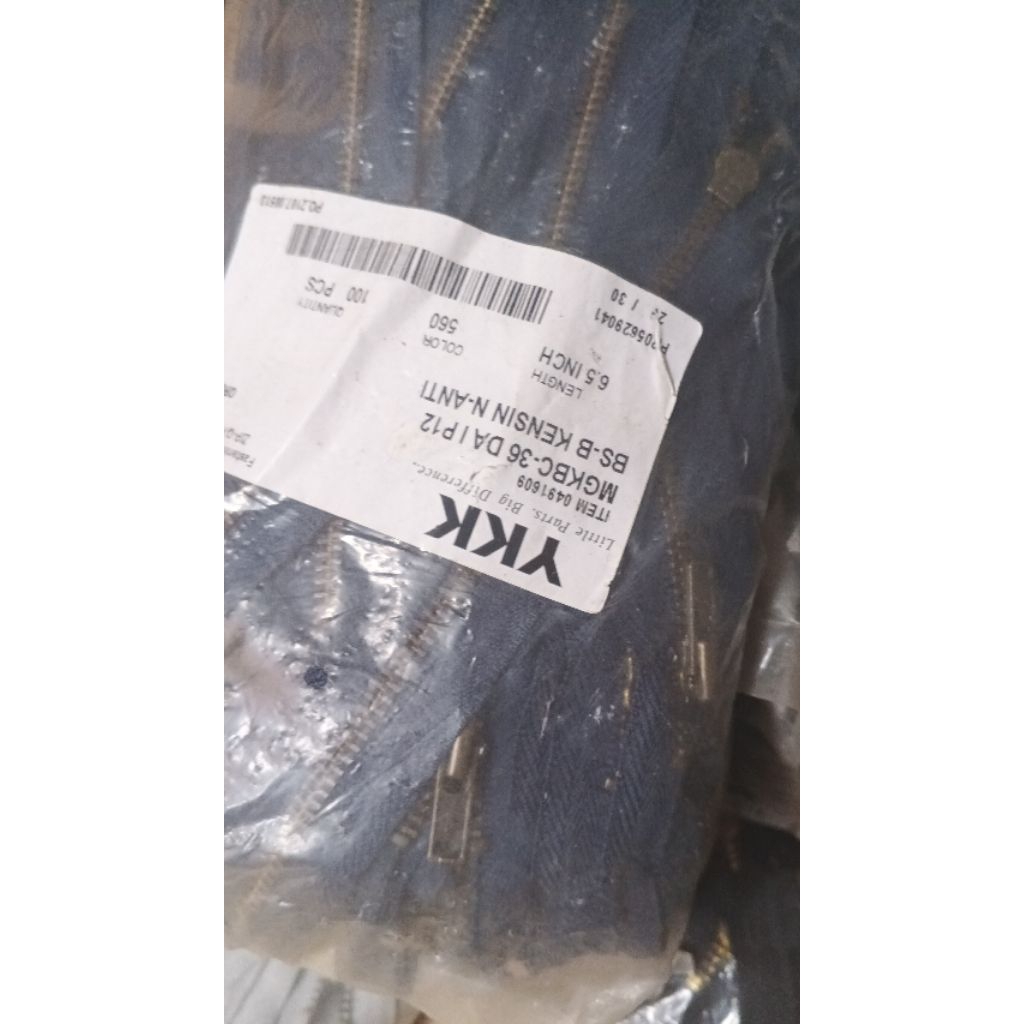 YKK
Little Parts. Big Difference.
ITEM 0491609
MGKBC-36 DA I P12
BS-B KENSIN N-ANTI
LENGTH COLOR QUANTITY
6.5 INCH 560 100 PCS
05629041
/ 30